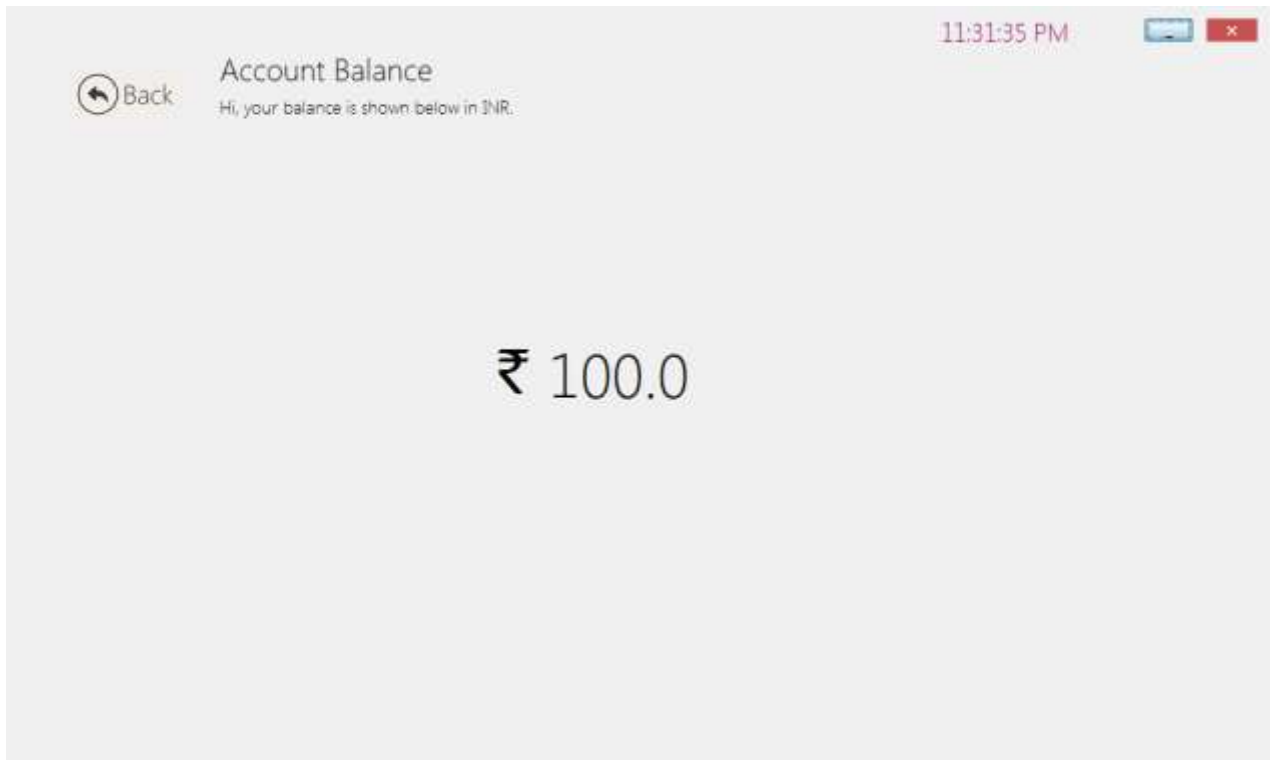 11:31:35 PM
Account Balance
Back
Hi, your balance is shown below in INR.
₹ 100.0